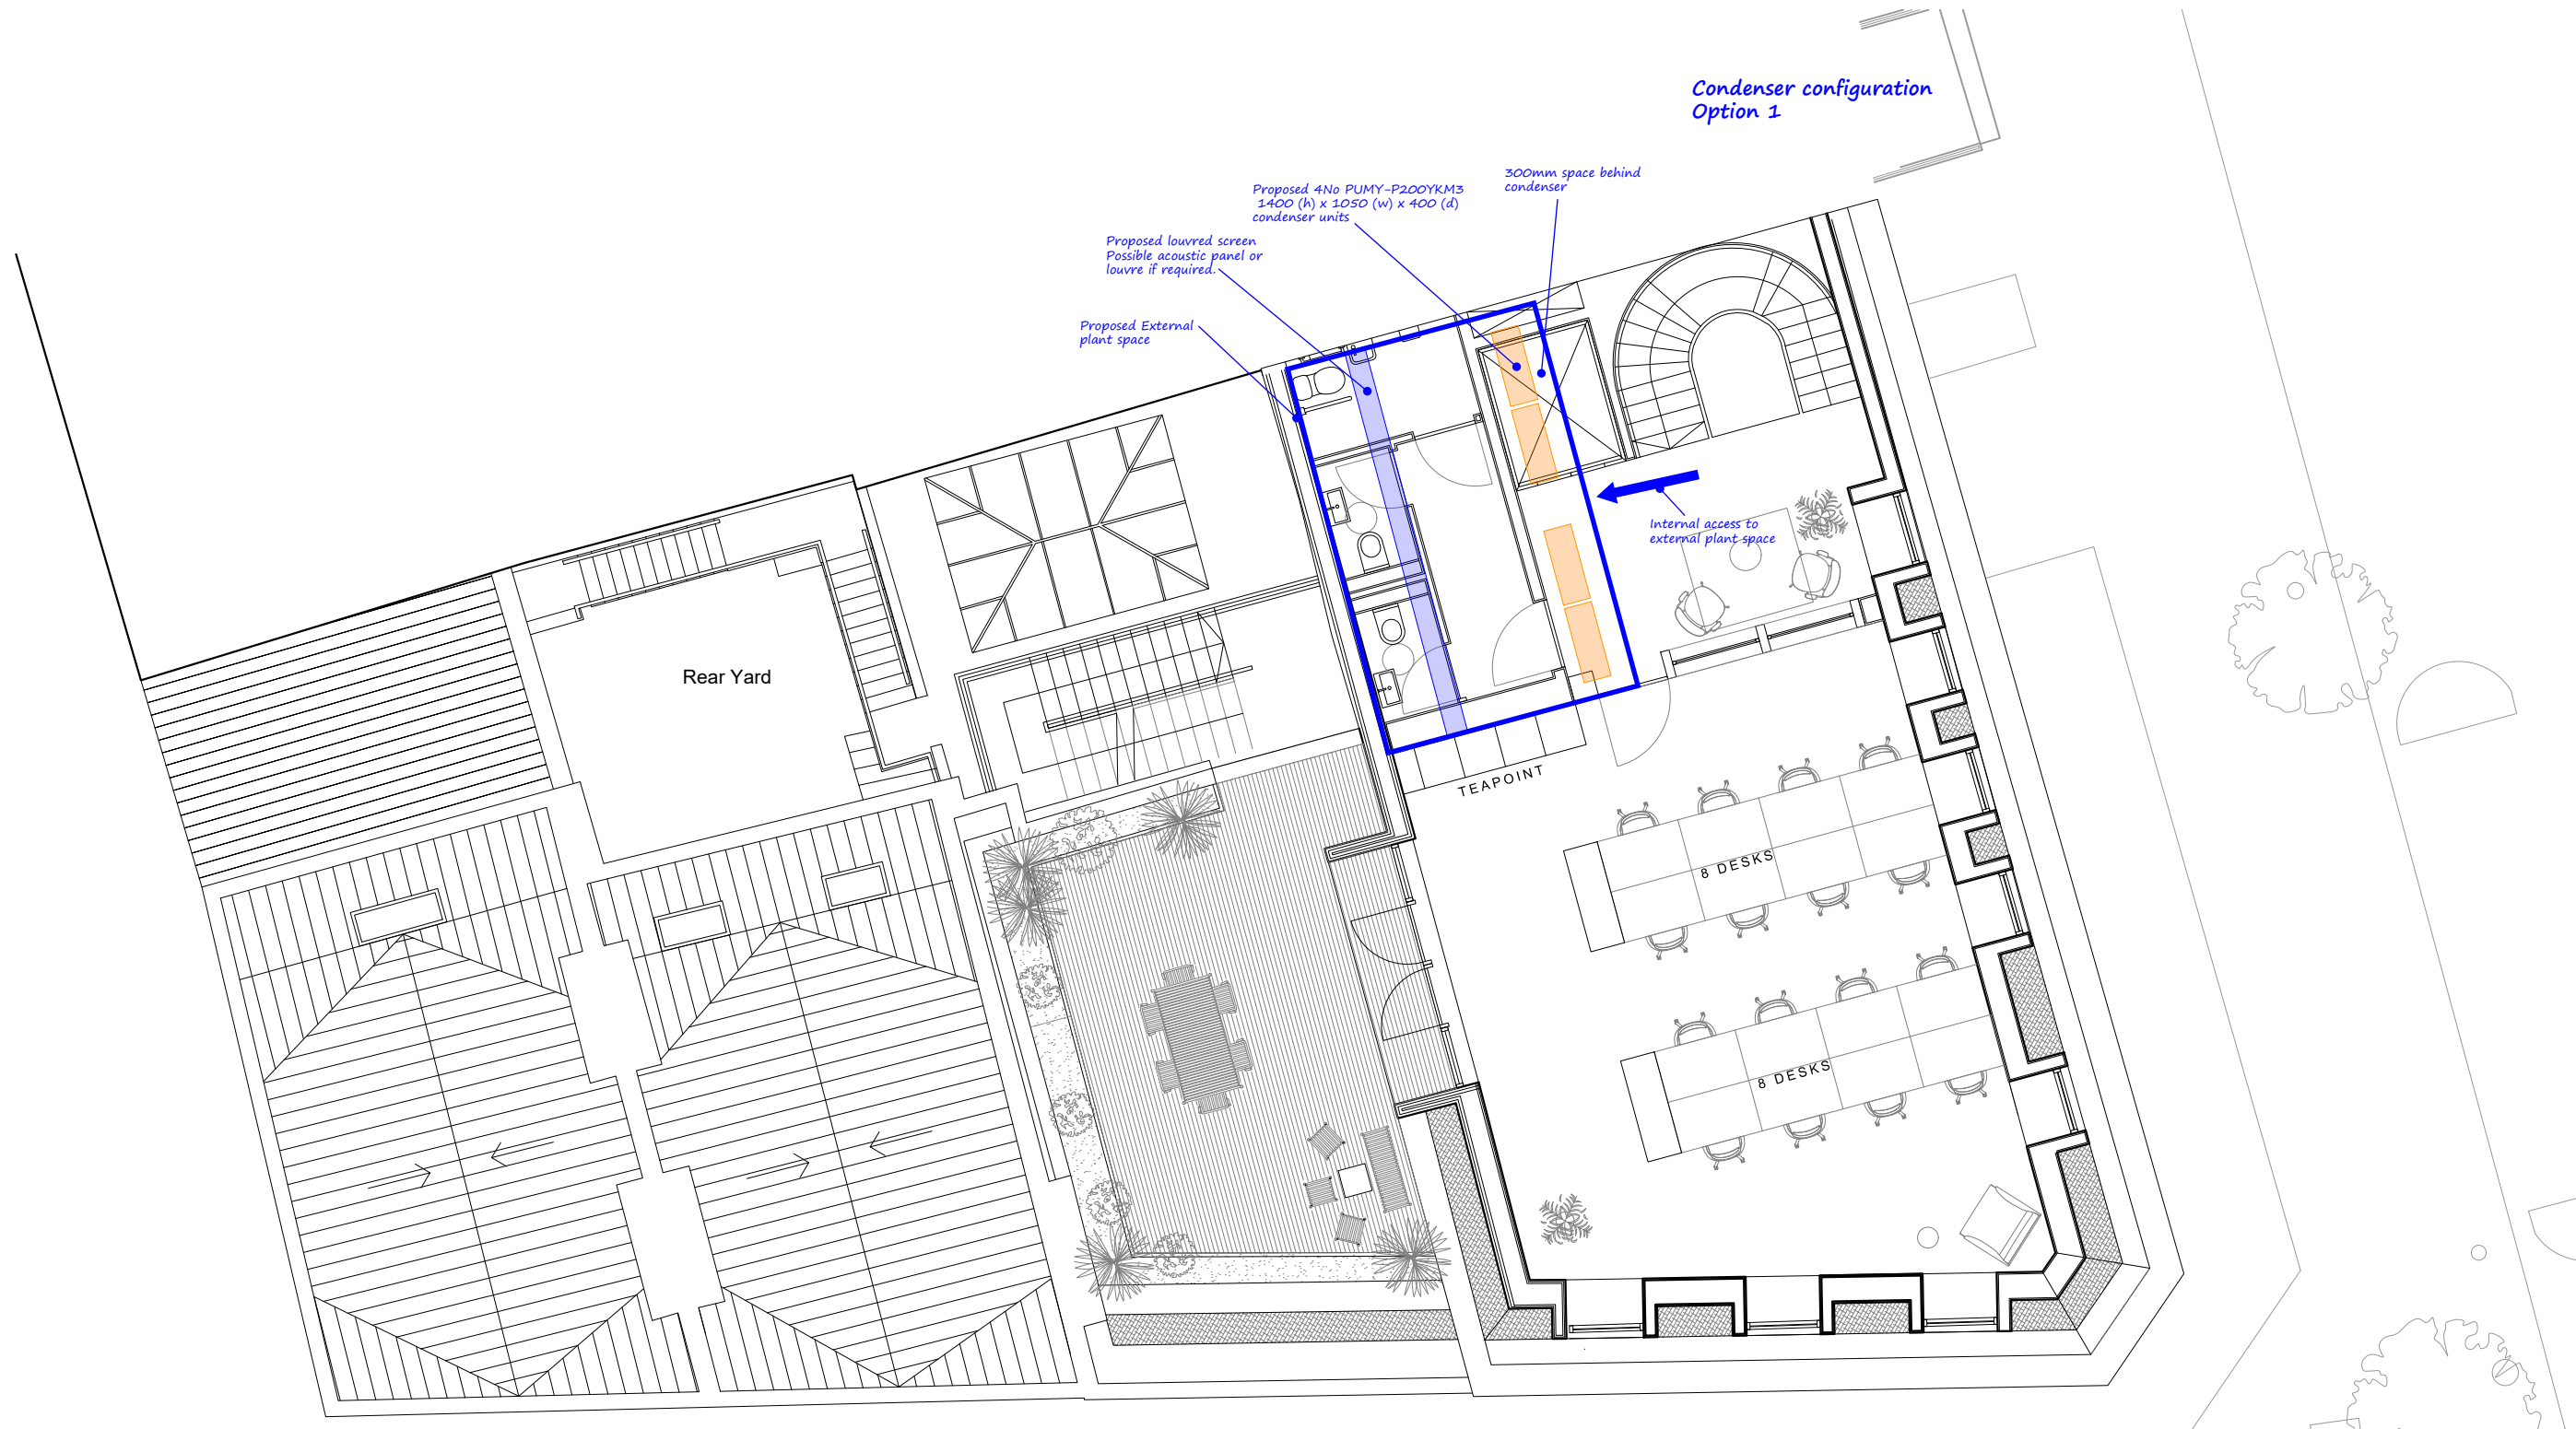 Condenser configuration
Option 1
300mm space behind
condenser
Proposed 4No PUMY-P200YKM3
1400 (h) x 1050 (w) x 400 (d)
condenser units
Proposed louvred screen
Possible acoustic panel or
louvre if required.
Proposed External
plant space
Internal access to
external plant space
Rear Yard
TEAPOINT
8 DESKS
8 DESKS